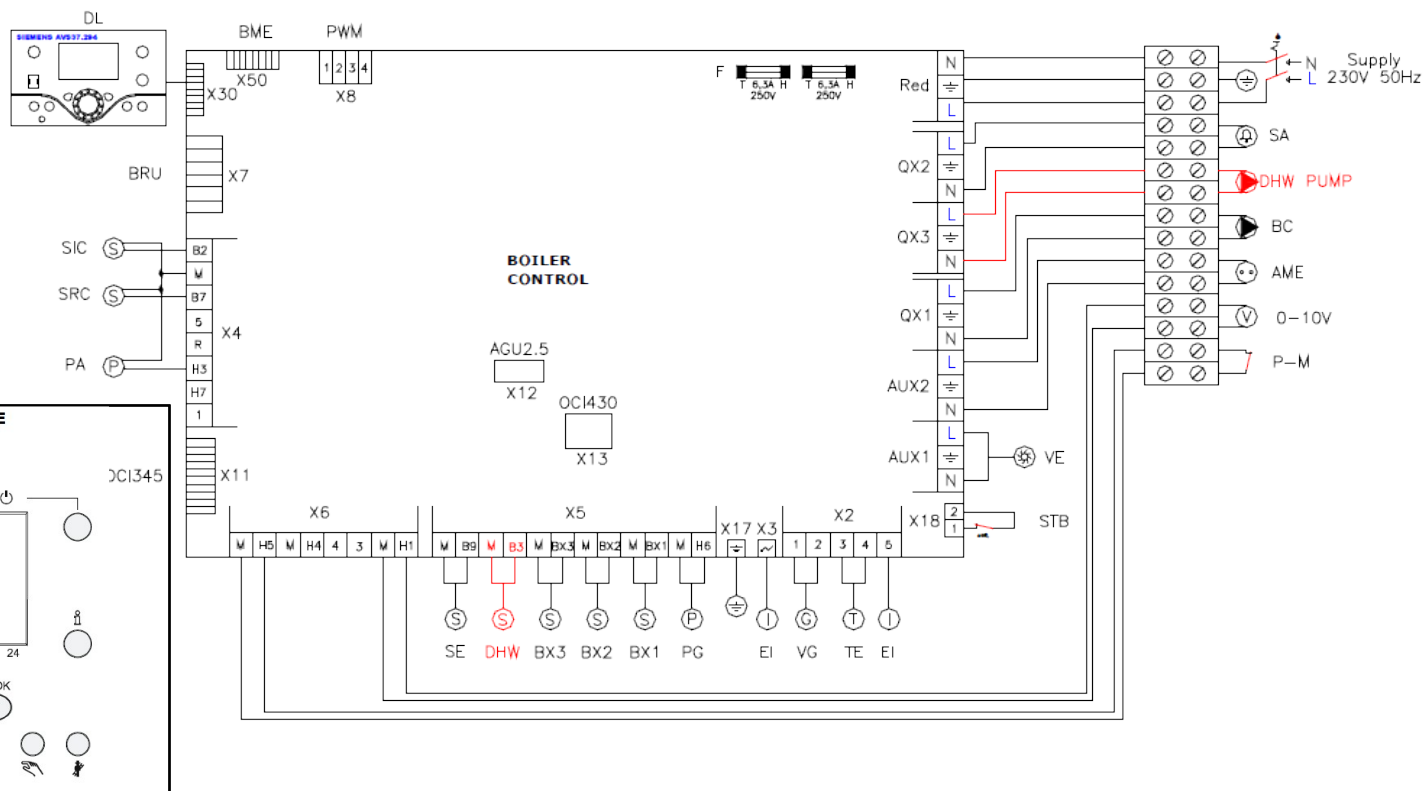 DL
SIEMENS AVS37.294
BME
PWM
X50
1 2 3 4
X8
X30
F
T 6,3A H
250V
T 6,3A H
250V
Red
N
L
N Supply
L 230V 50Hz
SA
QX2
L
N
DHW PUMP
QX3
L
N
BC
AME
QX1
L
N
0-10V
P-M
AUX2
L
N
AUX1
L
N
VE
X18
2
1
STB
BRU
X7
SIC S
SRC S
PA P
B2
M
B7
5
R
H3
H7
1
X4
BOILER
CONTROL
AGU2.5
X12
OCI430
X13
X11
E
OCI345
24
OK
X6
M H5 M H4 4 3 M H1
X5
M B9 M B3 M BX3 M BX2 M BX1 M H6
X17 X3
X2
1 2 3 4 5
S S S S S P I G T I
SE DHW BX3 BX2 BX1 PG EI VG TE EI
V